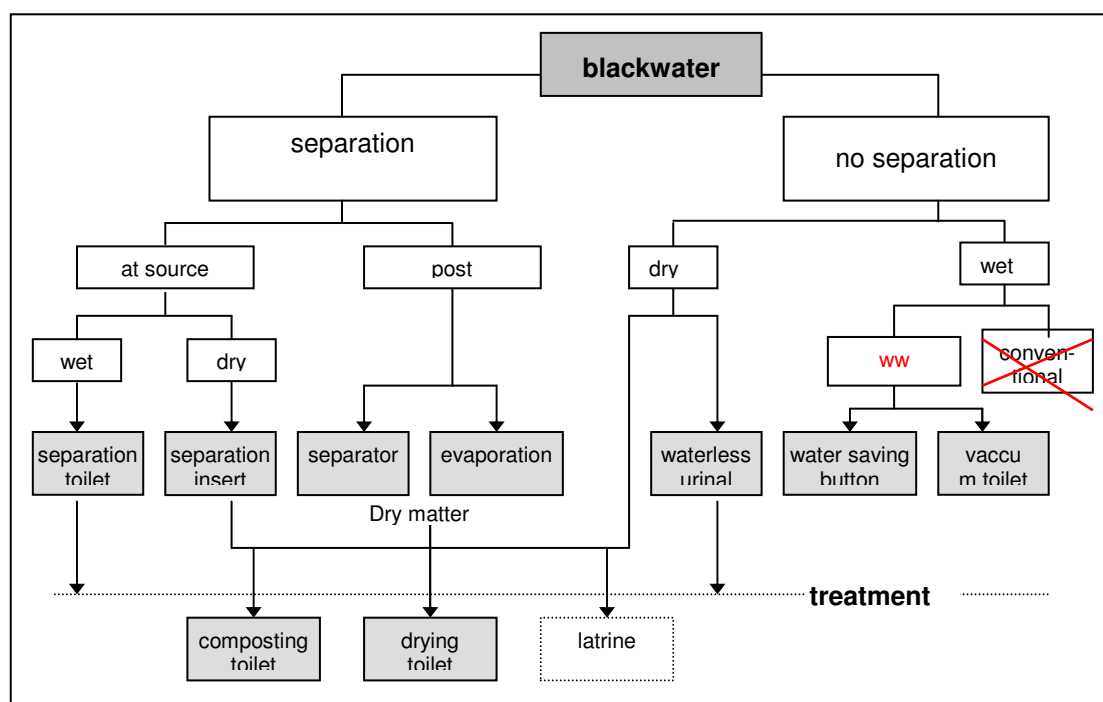 blackwater
separation
no separation
at source
post
dry
wet
wet
dry
ww
conven-
tional
separation
toilet
separation
insert
separator
evaporation
waterless
urinal
water saving
button
vaccu
m toilet
Dry matter
treatment
composting
toilet
drying
toilet
latrine